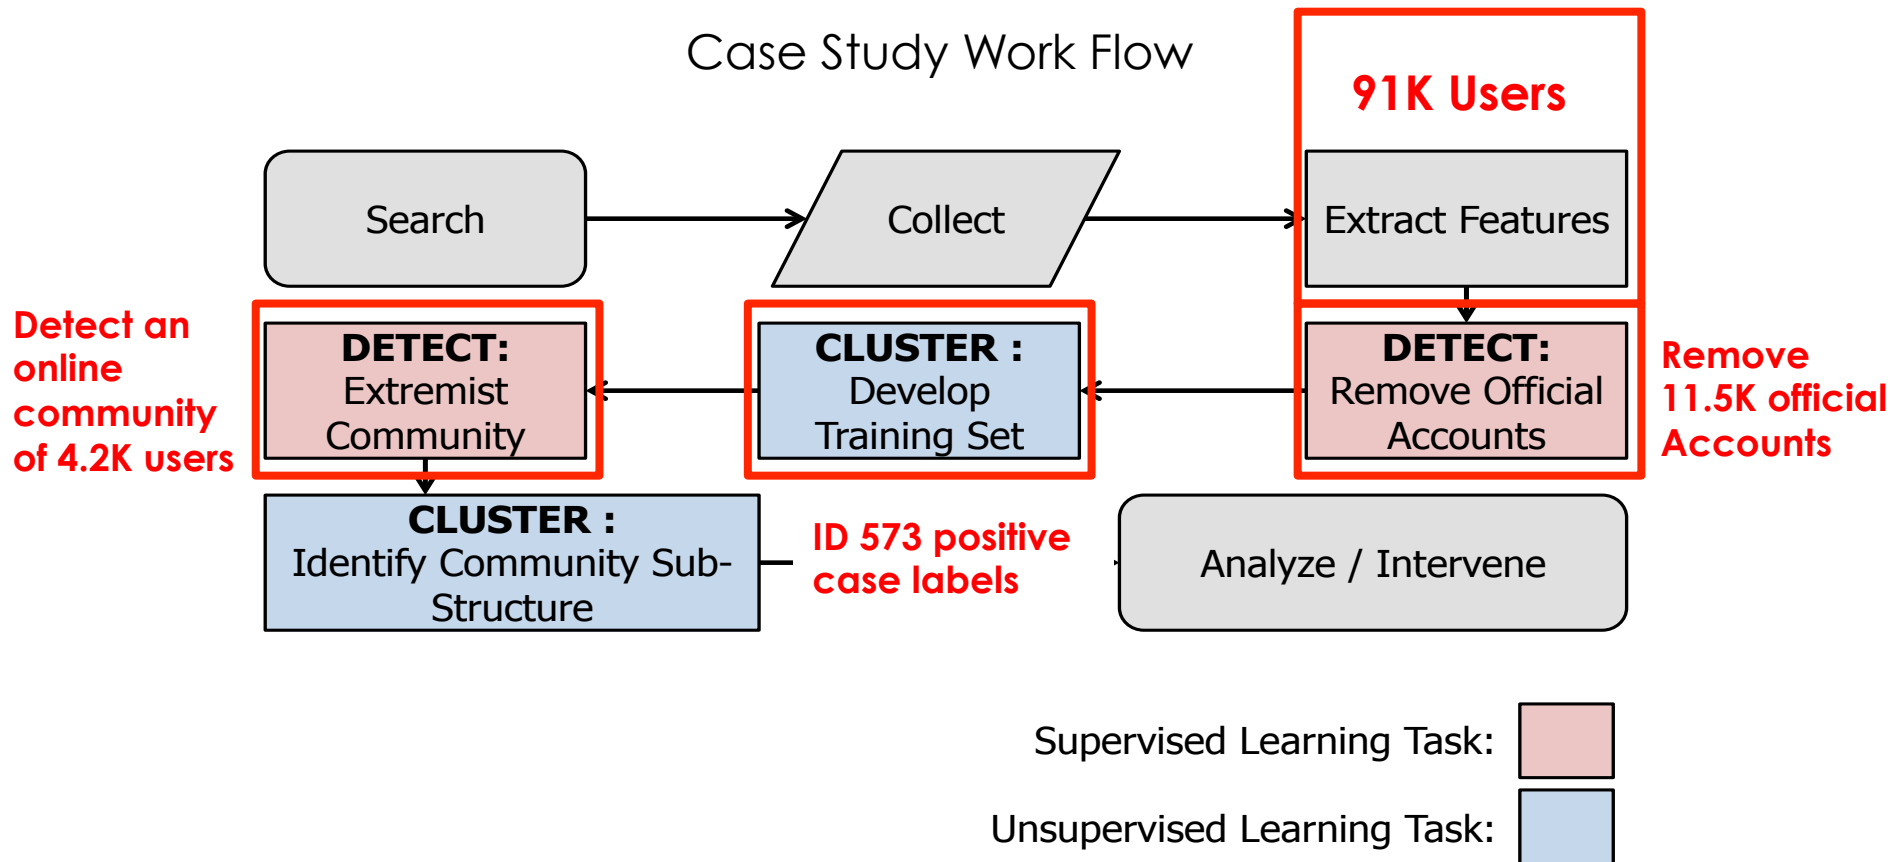 Case Study Work Flow
91K Users
Search
Collect
Extract Features
Detect an
online
community
of 4.2K users
DETECT:
Extremist
Community
CLUSTER :
Develop
Training Set
DETECT:
Remove Official
Accounts
Remove
11.5K official
Accounts
CLUSTER :
Identify Community Sub-
Structure
ID 573 positive
case labels
Analyze / Intervene
Supervised Learning Task:
Unsupervised Learning Task: